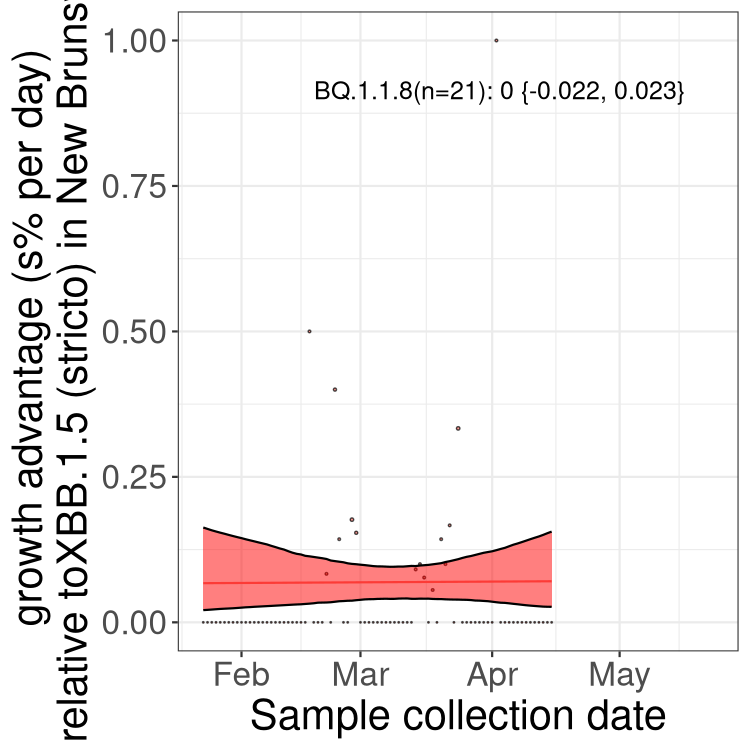 growth advantage (s% per day)
relative toXBB.1.5 (stricto) in New
1.00
0.75
0.50
0.25
0.00
BQ.1.1.8(n=21): 0 {-0.022, 0.023}
Feb Mar Apr May
Sample collection date